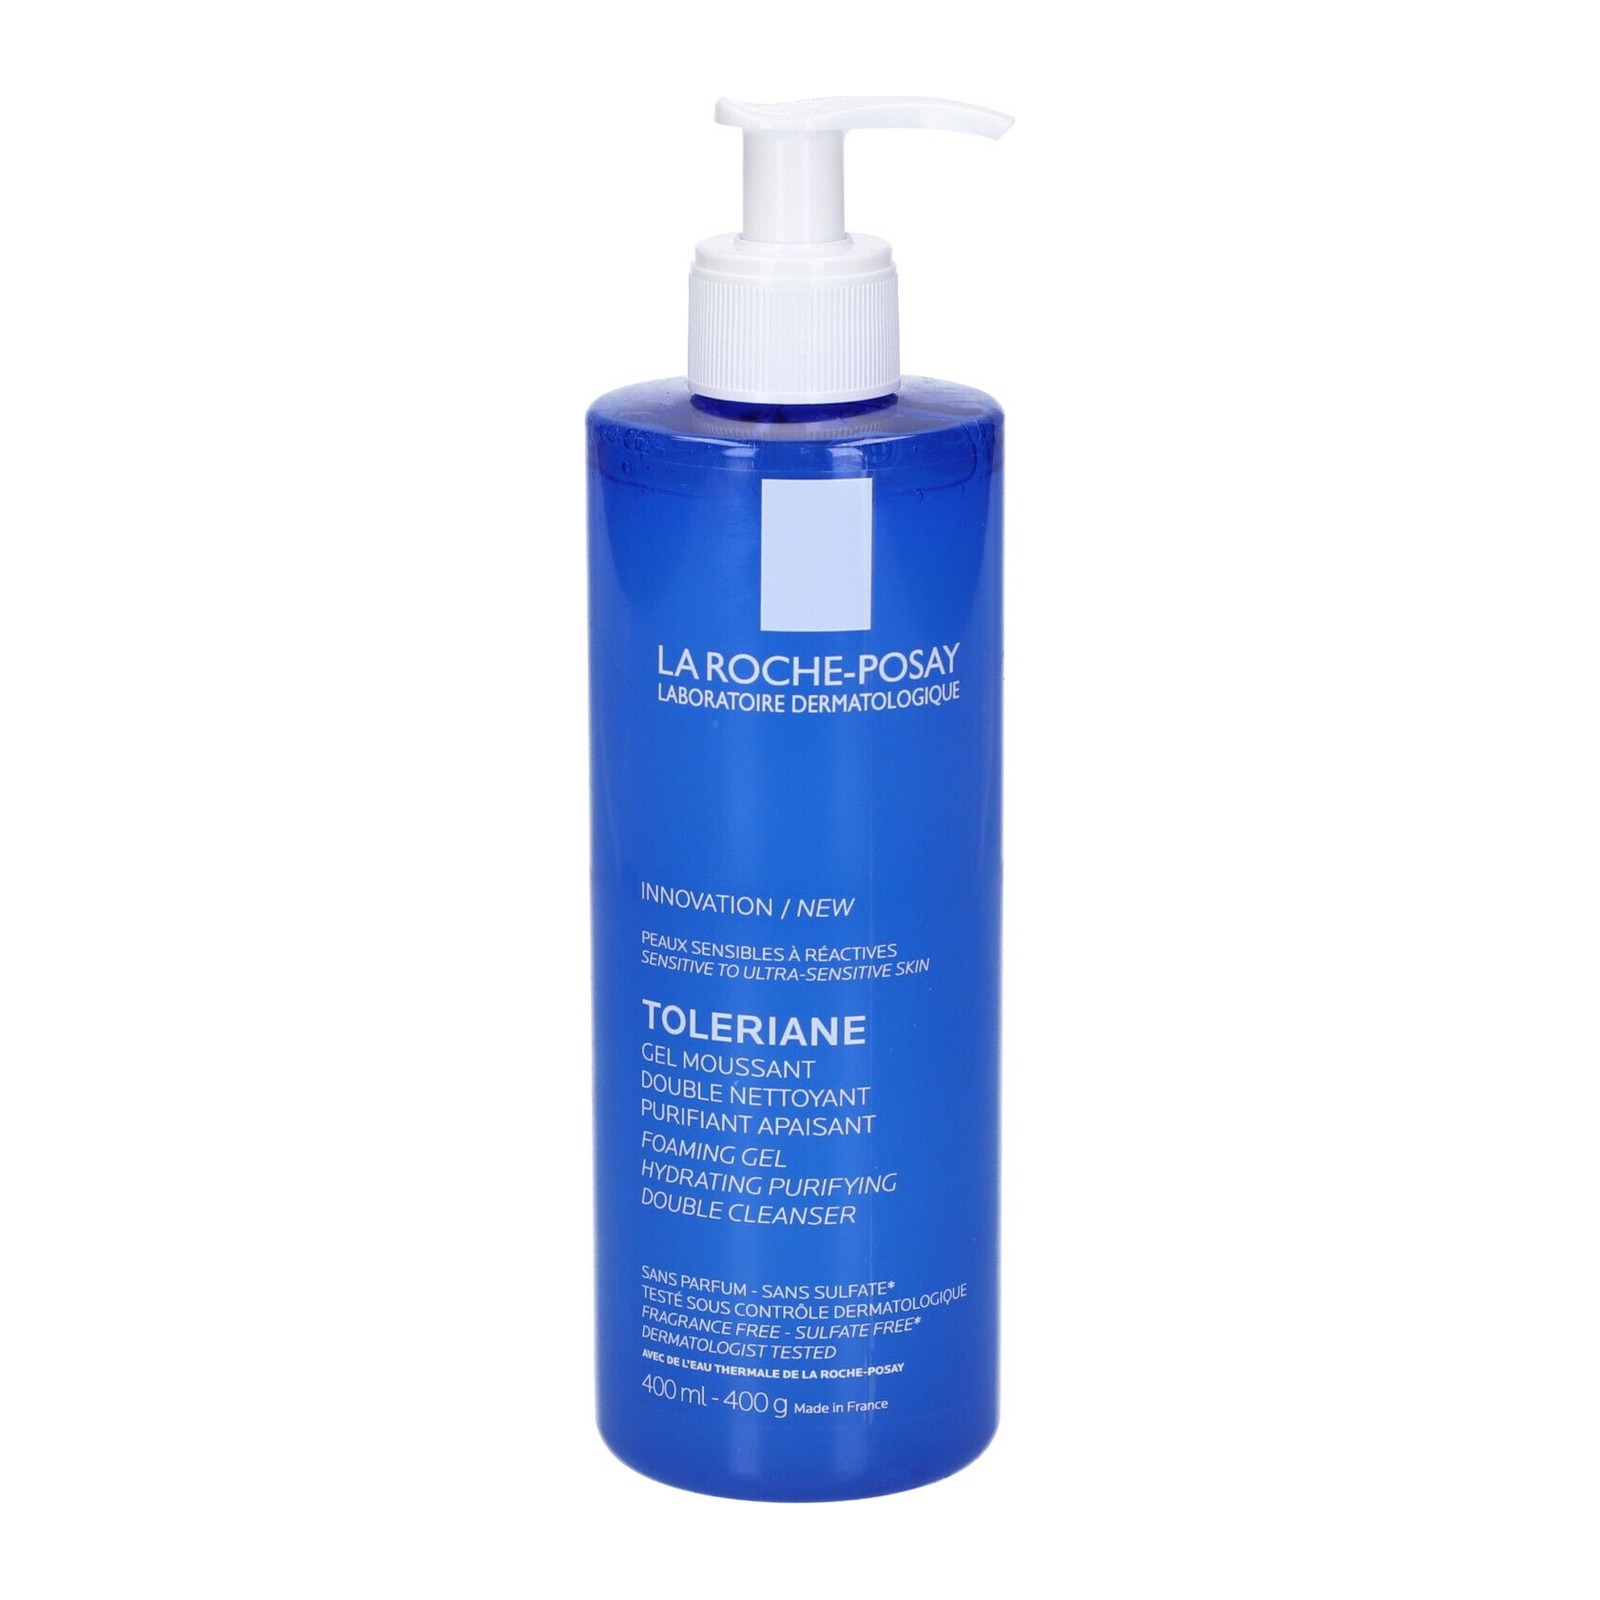 LA ROCHE-POSAY
LABORATOIRE DERMATOLOGIQUE
INNOVATION / NEW
PEAUX SENSIBLES À RÉACTIVES
SENSITIVE TO ULTRA-SENSITIVE SKIN
TOLERIANE
GEL MOUSSANT
DOUBLE NETTOYANT
PURIFIANT APAISANT
FOAMING GEL
HYDRATING PURIFYING
DOUBLE CLEANSER
SANS PARFUM - SANS SULFATE*
TESTÉ SOUS CONTRÔLE DERMATOLOGIQUE
FRAGRANCE FREE - SULFATE FREE*
DERMATOLOGIST TESTED
AVEC DE L'EAU THERMALE DE LA ROCHE-POSAY
400 ml - 400 g Made in France